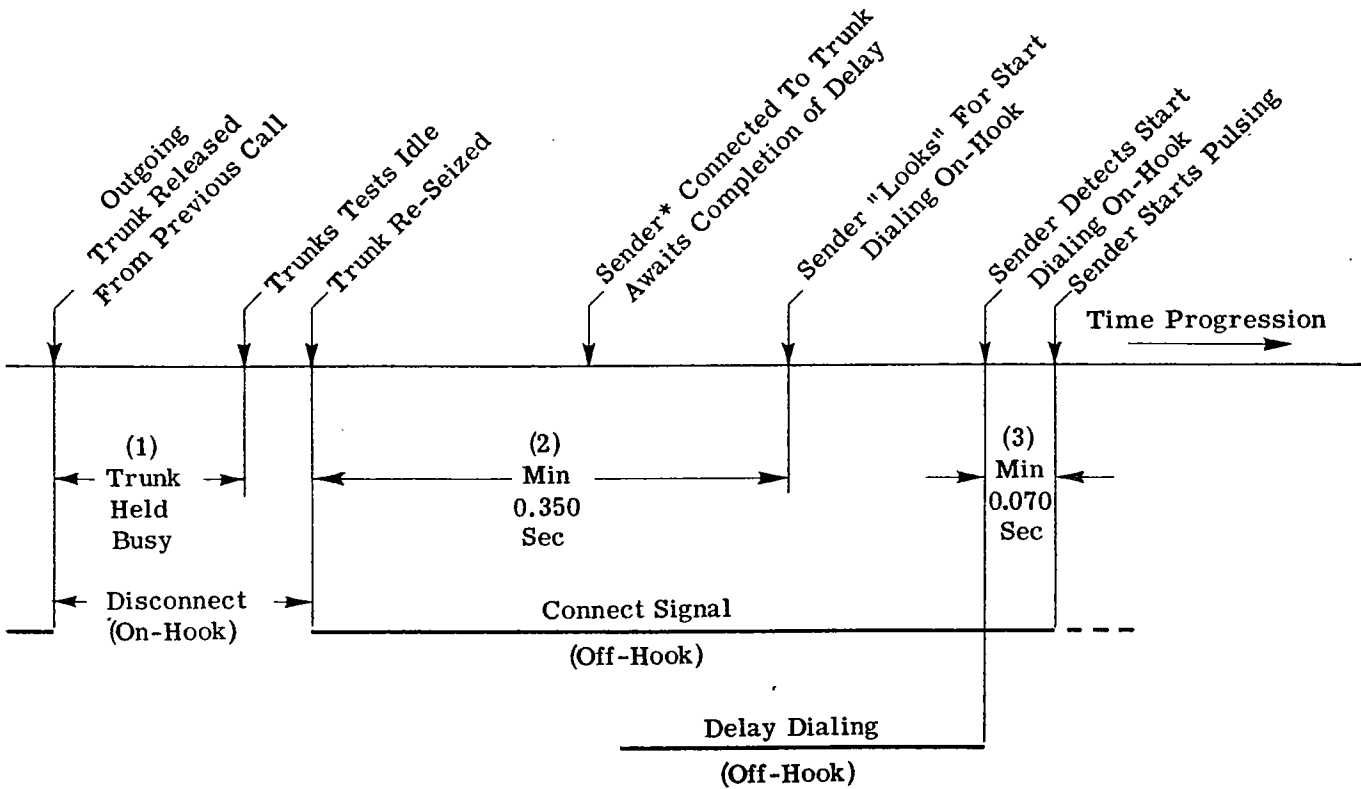 Outgoing
Trunk Released
From Previous Call
Trunks Tests Idle
Trunk Re-Seized
Sender* Connected To Trunk
Awaits Completion of Delay
Sender "Looks" For Start
Dialing On-Hook
Sender Detects Start
Dialing On-Hook
Sender Starts Pulsing
Time Progression
(1)
Trunk
Held
Busy
(2)
Min
0.350
Sec
(3)
Min
0.070
Sec
Disconnect
(On-Hook)
Connect Signal
(Off-Hook)
Delay Dialing
(Off-Hook)